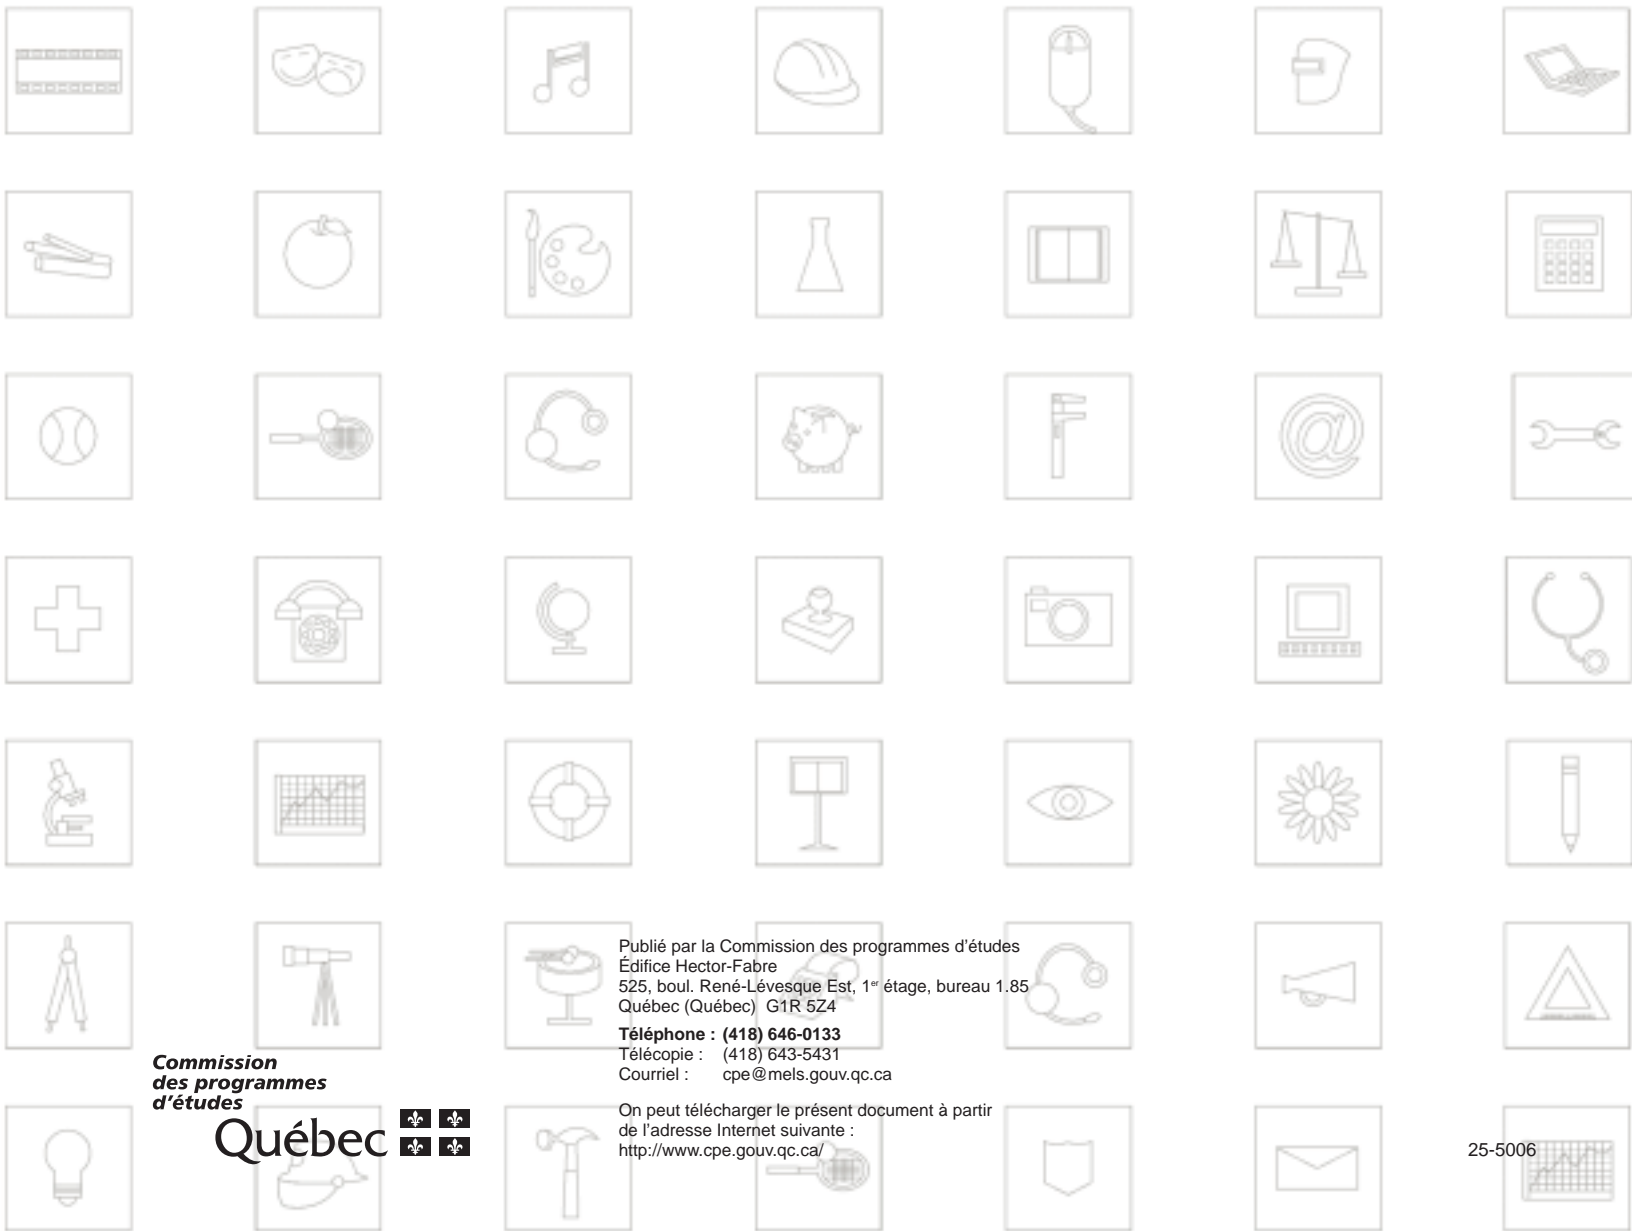 Publié par la Commission des programmes d'études
Édifice Hector-Fabre
525, boul. René-Lévesque Est, 1er étage, bureau 1.85
Québec (Québec) G1R 5Z4
Téléphone : (418) 646-0133
Télécopie : (418) 643-5431
Courriel : cpe@mels.gouv.qc.ca
On peut télécharger le présent document à partir
de l'adresse Internet suivante :
http://www.cpe.gouv.qc.ca/
Commission
des programmes
d'études
Québec
25-5006